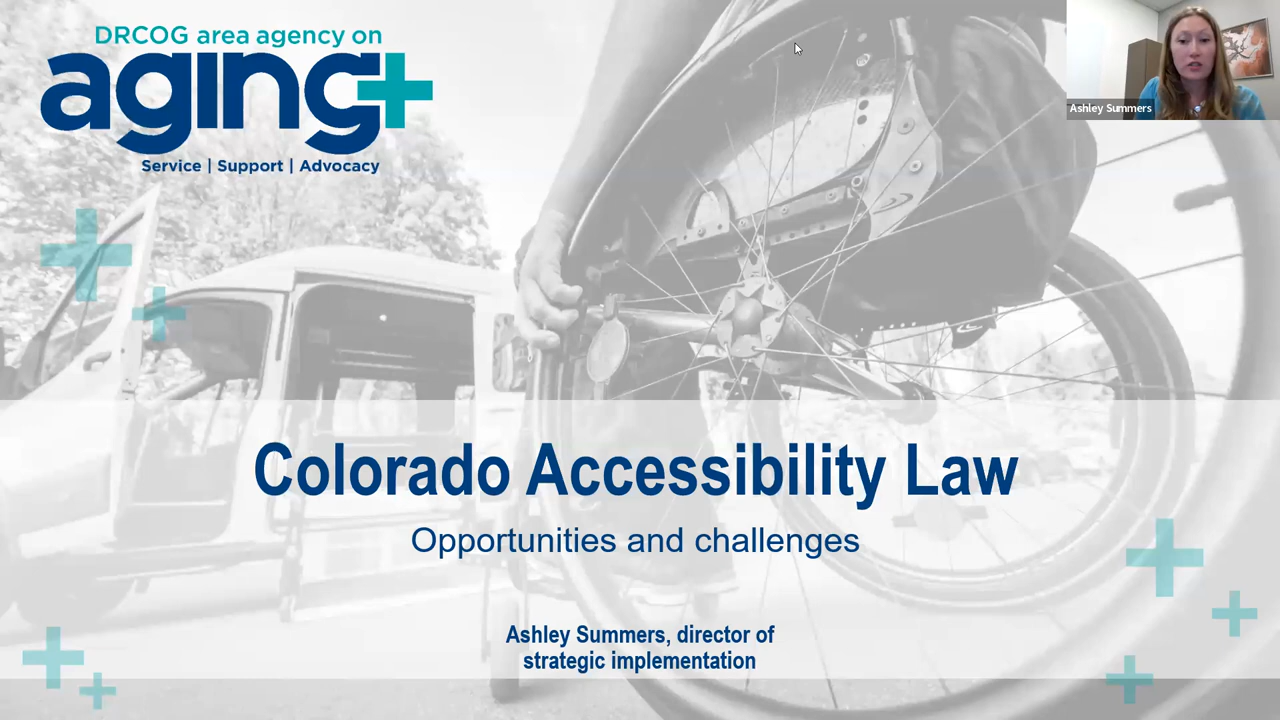 DRCOG area agency on
aging+
Service | Support | Advocacy
Ashley Summers
Colorado Accessibility Law
Opportunities and challenges
Ashley Summers, director of
strategic implementation